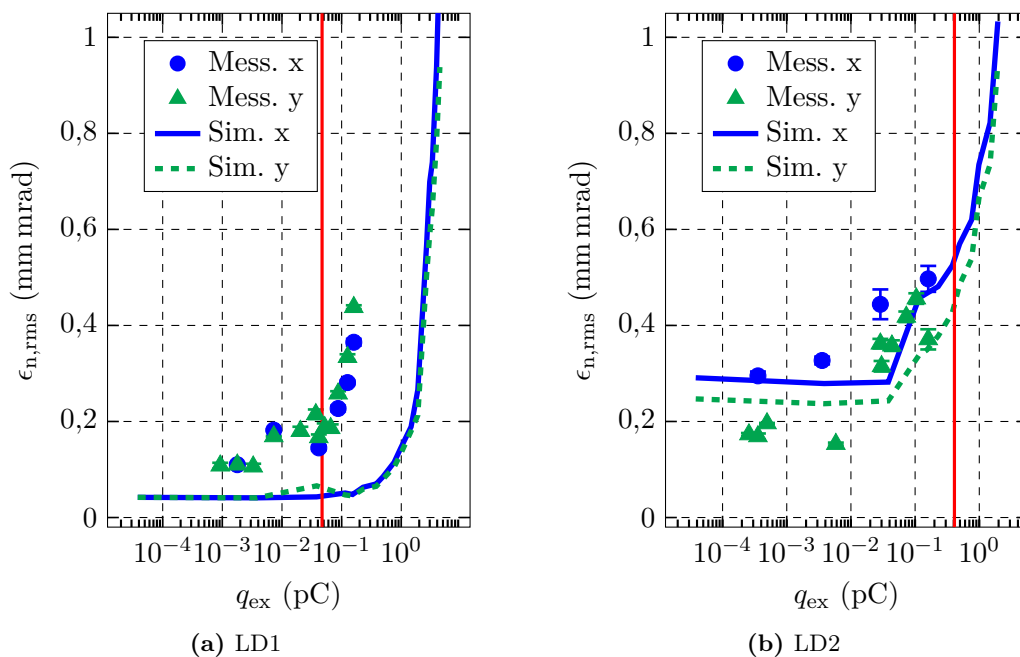 1
0,8
0,6
0,4
0,2
0
ϵn,rms (mm mrad)
Mess. x
Mess. y
Sim. x
Sim. y
10−4 10−3 10−2 10−1 100
qex (pC)
(a) LD1
1
0,8
0,6
0,4
0,2
0
ϵn,rms (mm mrad)
Mess. x
Mess. y
Sim. x
Sim. y
10−4 10−3 10−2 10−1 100
qex (pC)
(b) LD2